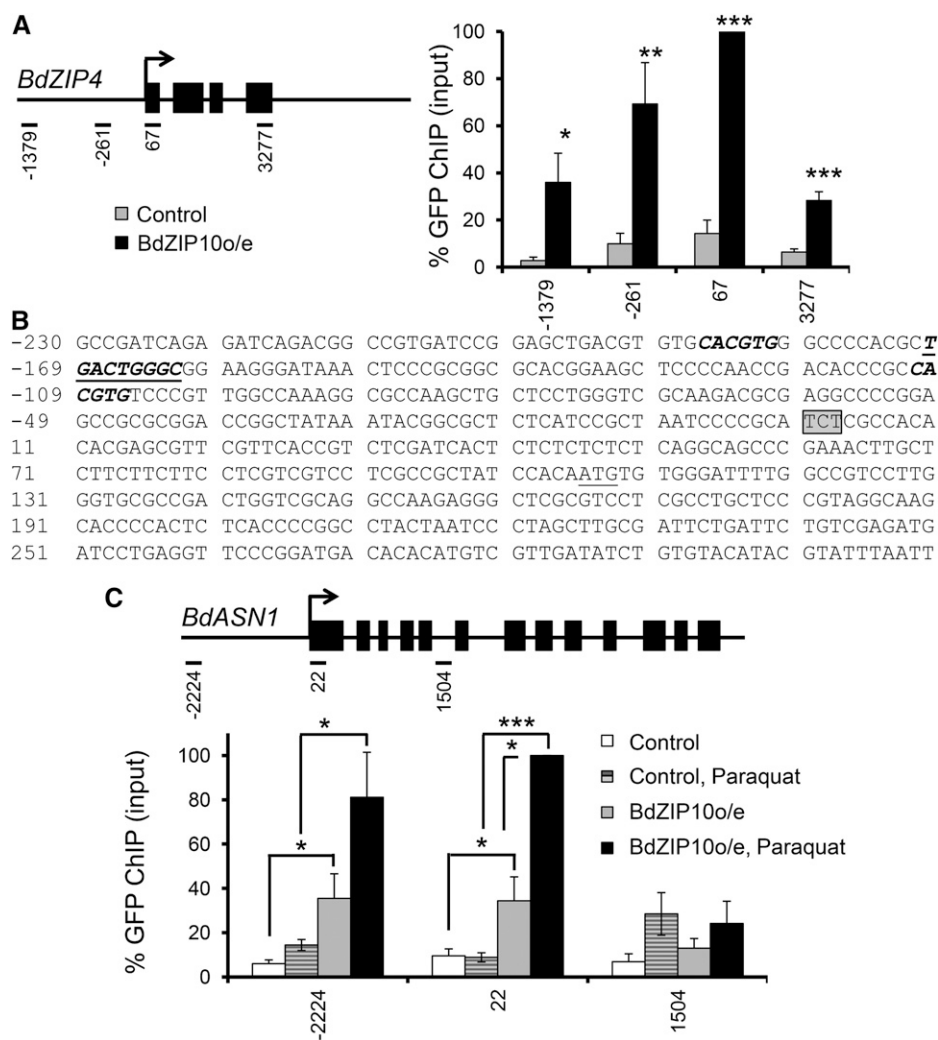 A
BdZIP4
-1379
-261
67
3277
Control
BdZIP10o/e
% GFP ChIP (input)
100
80
60
40
20
0
*
**
***
***
-1379
-261
67
3277
B
-230 GCCGATCAGA GATCAGACGG CCGTGATCCG GAGCTGACGT GTGCACGTGG GCCCCACGCT
-169 GACTGGGCGG AAGGGATAAA CTCCCGCGGC GCGGAAGCGG CTCCCAACCG ACACCCGCCA
-109 CGTGTCCCGT TGGCCAAAGG CGCCAAGCTG CTCCTGGGTC GCAAGACGCG AGGCCCCGGA
-49 GCCGCGCGGA CCGGCTATAA ATACGGCGCT CTCATCGCCT AATCCCCGCA TCTCGCCACA
11 CACGAGCGTT CGTTCACCGT CTCGATCACT CTCTCTCTCT CAGGCAGCCC GAAACTTGCT
71 CTTCTTCTTC CTCGTCGTCC TCGCCGCTAT CCACAATGTG TGGGATTTTG GCCGTCCTTG
131 GGTGCGCCGA CTGGTCGCAG GCCAAGAGGG CTCGCGTCCT CGCCTGCTCC CGTAGGCAAG
191 CACCCCACTC TCACCCCGGC CTACTAATCC CTAGCTTGCG ATTCTGATTC TGTCGAGATG
251 ATCCTGAGGT TCCCGGATGA CACACATGTC GTTGATATCT GTGTACATAC GTATTTAATT
C
BdASN1
-2224
22
1504
% GFP ChIP (input)
100
80
60
40
20
0
*
*
***
*
*
Control
Control, Paraquat
BdZIP10o/e
BdZIP10o/e, Paraquat
-2224
22
1504